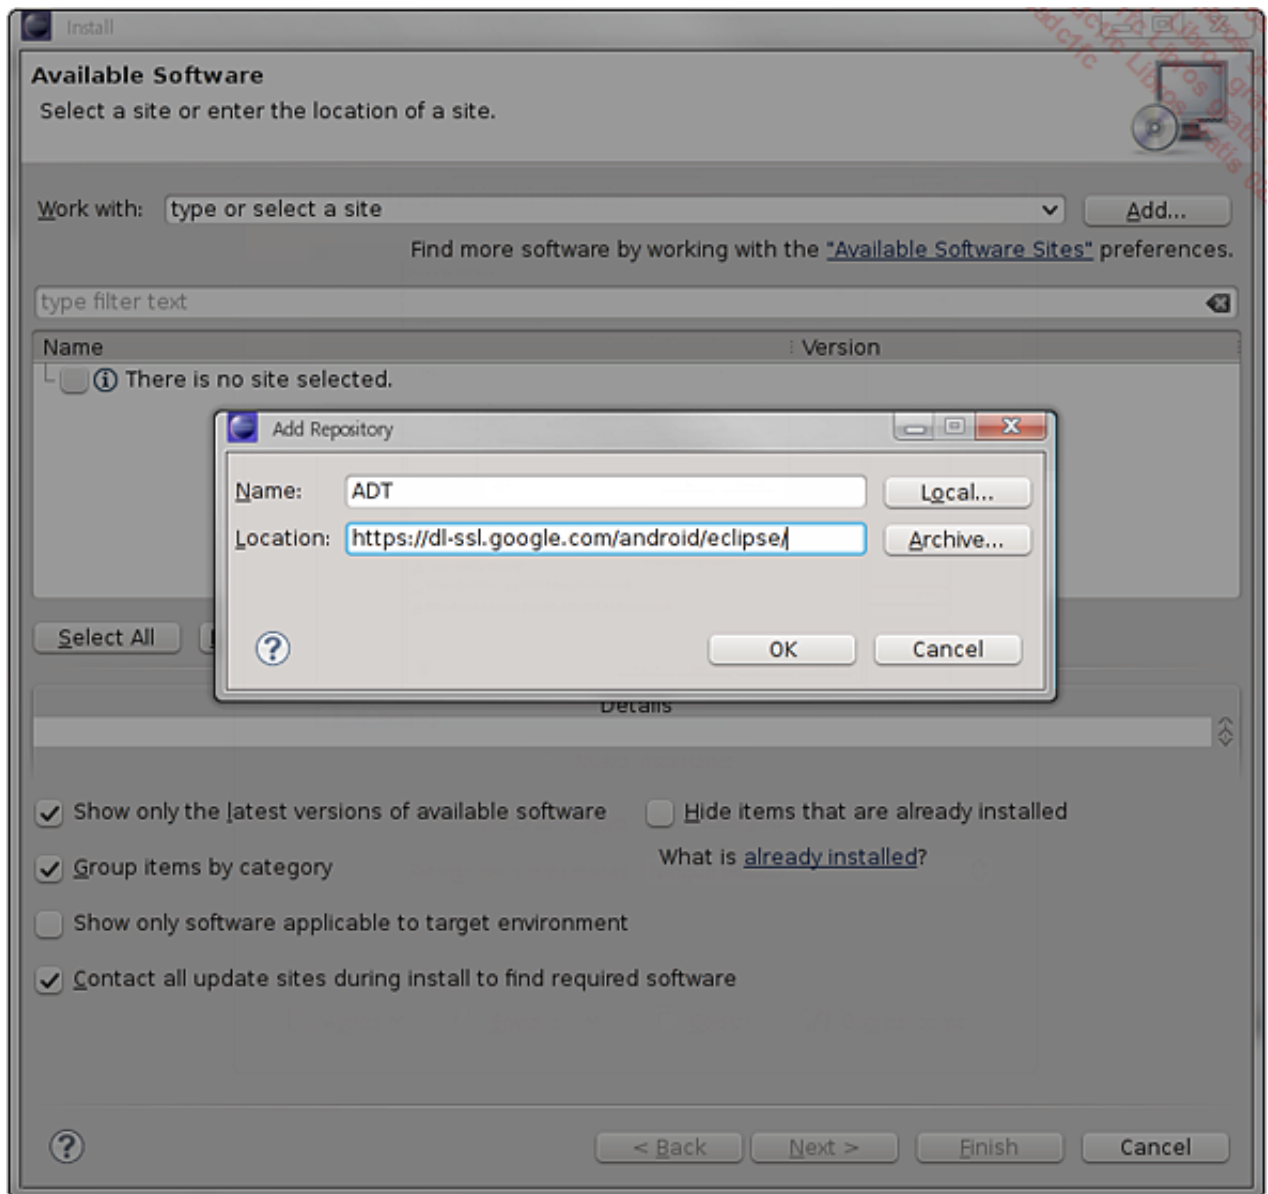 Install
Available Software
Select a site or enter the location of a site.
Work with: type or select a site Add...
Find more software by working with the "Available Software Sites" preferences.
type filter text
Name Version
There is no site selected.
Add Repository
Name: ADT Local...
Location: https://dl-ssl.google.com/android/eclipse/ Archive...
OK Cancel
Select All
Details
Show only the latest versions of available software Hide items that are already installed
Group items by category What is already installed?
Show only software applicable to target environment
Contact all update sites during install to find required software
< Back Next > Finish Cancel